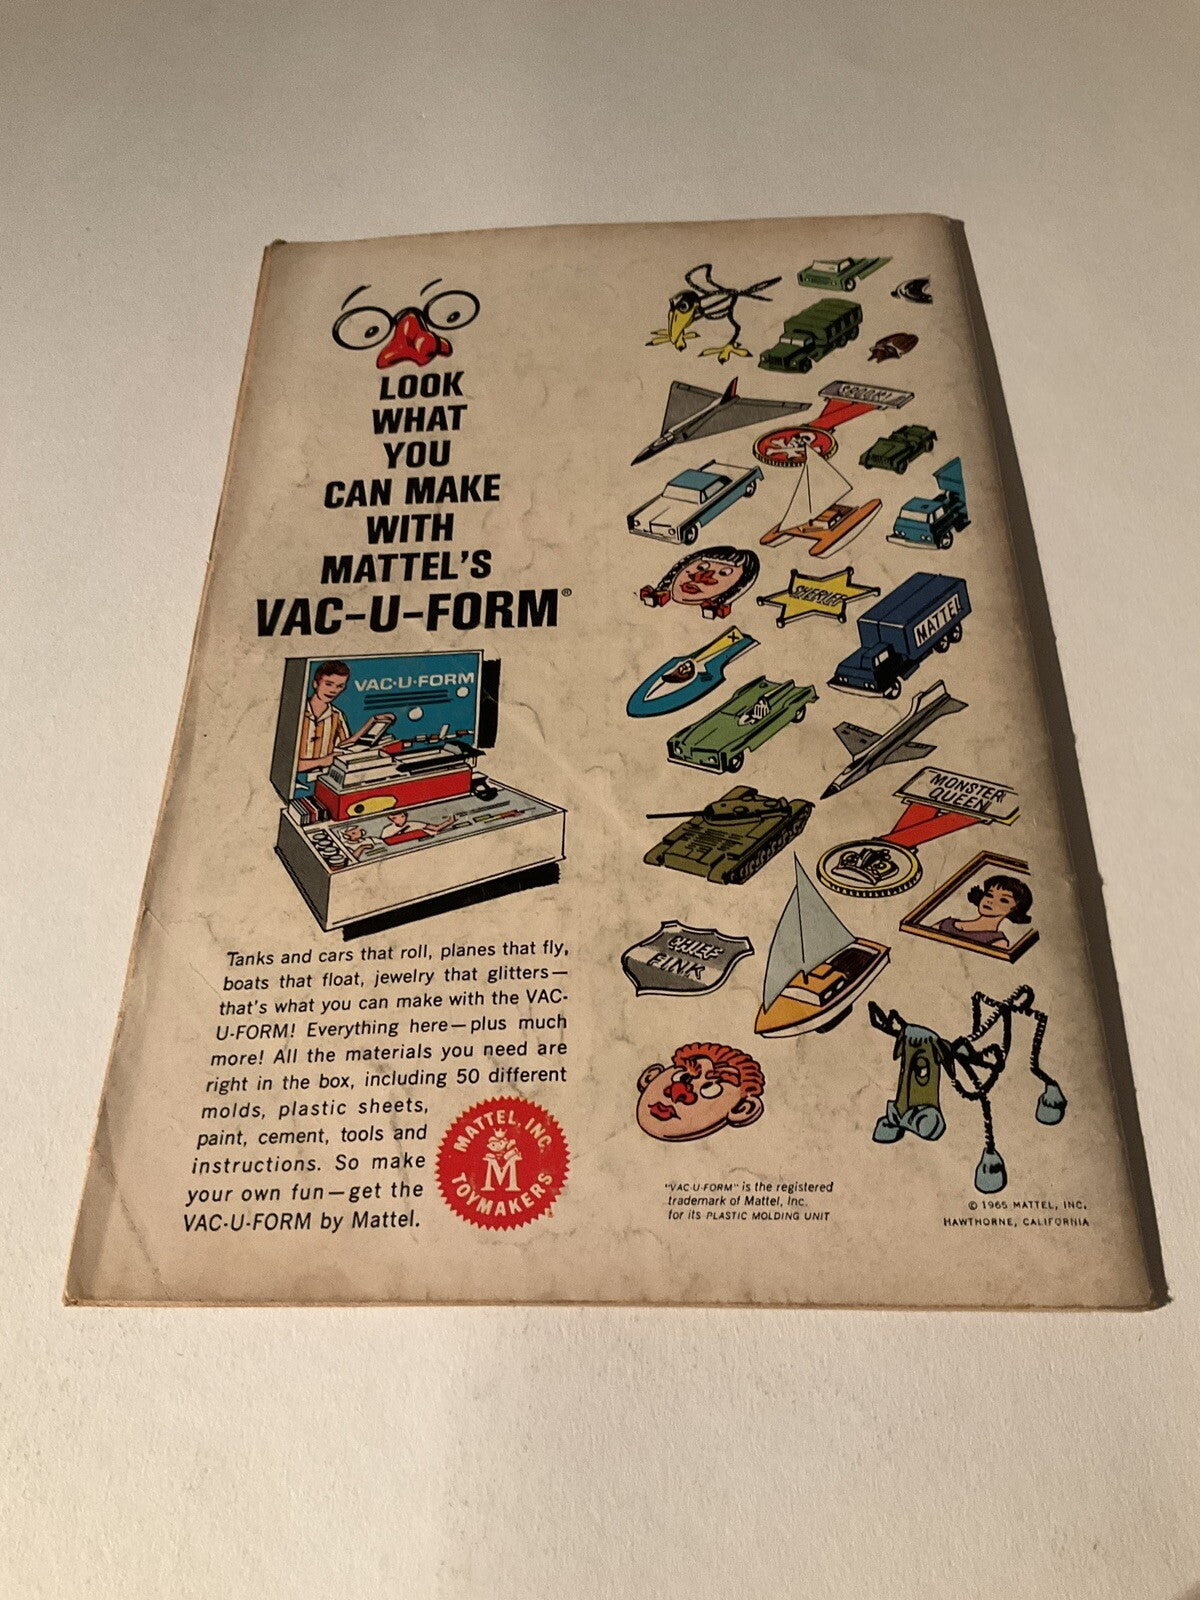 LOOK
WHAT
YOU
CAN MAKE
WITH
MATTEL'S
VAC-U-FORM®
VAC-U-FORM
Tanks and cars that roll, planes that fly,
boats that float, jewelry that glitters—
that's what you can make with the VAC-
U-FORM! Everything here—plus much
more! All the materials you need are
right in the box, including 50 different
molds, plastic sheets,
paint, cement, tools and
instructions. So make
your own fun—get the
VAC-U-FORM by Mattel.
MATTEL, INC.
M
TOYMAKERS
SHERIFF
MATTEL
MONSTER
QUEEN
CHIEF
FINK
"VAC-U-FORM" is the registered
trademark of Mattel, Inc.
for its PLASTIC MOLDING UNIT
© 1965 MATTEL, INC.
HAWTHORNE, CALIFORNIA